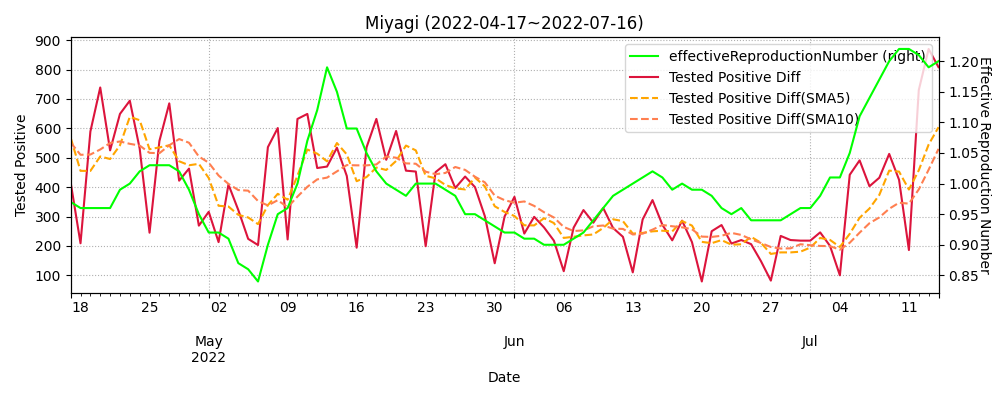 Miyagi (2022-04-17~2022-07-16)
Tested Positive
900
800
700
600
500
400
300
200
100
effectiveReproductionNumber (right)
Tested Positive Diff
Tested Positive Diff(SMA5)
Tested Positive Diff(SMA10)
1.20
1.15
1.10
1.05
1.00
0.95
0.90
0.85
Effective Reproduction Number
18 25 02 09 16 23 30 06 13 20 27 04 11
May Jun Jul
2022
Date